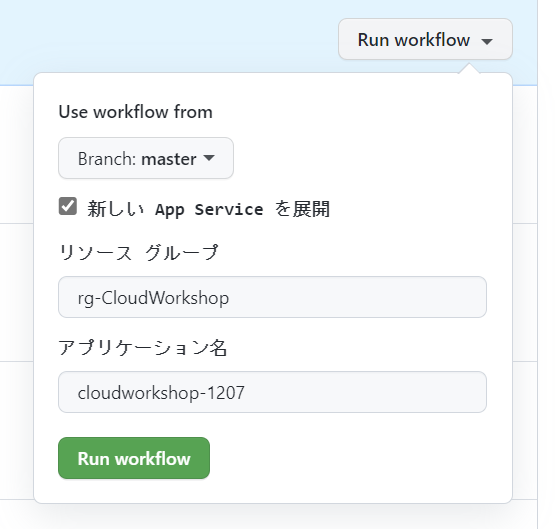 Run workflow
Use workflow from
Branch: master
新しい App Service を展開
リソース グループ
rg-CloudWorkshop
アプリケーション名
cloudworkshop-1207
Run workflow